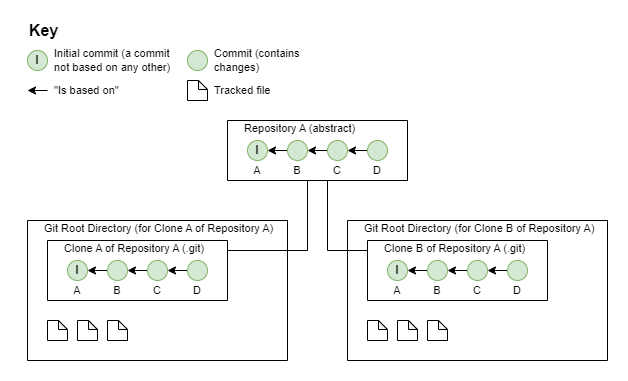 Key
I
Initial commit (a commit
not based on any other)
Commit (contains
changes)
"Is based on"
Tracked file
Repository A (abstract)
I
A B C D
Git Root Directory (for Clone A of Repository A)
Clone A of Repository A (.git)
I
A B C D
Git Root Directory (for Clone B of Repository A)
Clone B of Repository A (.git)
I
A B C D